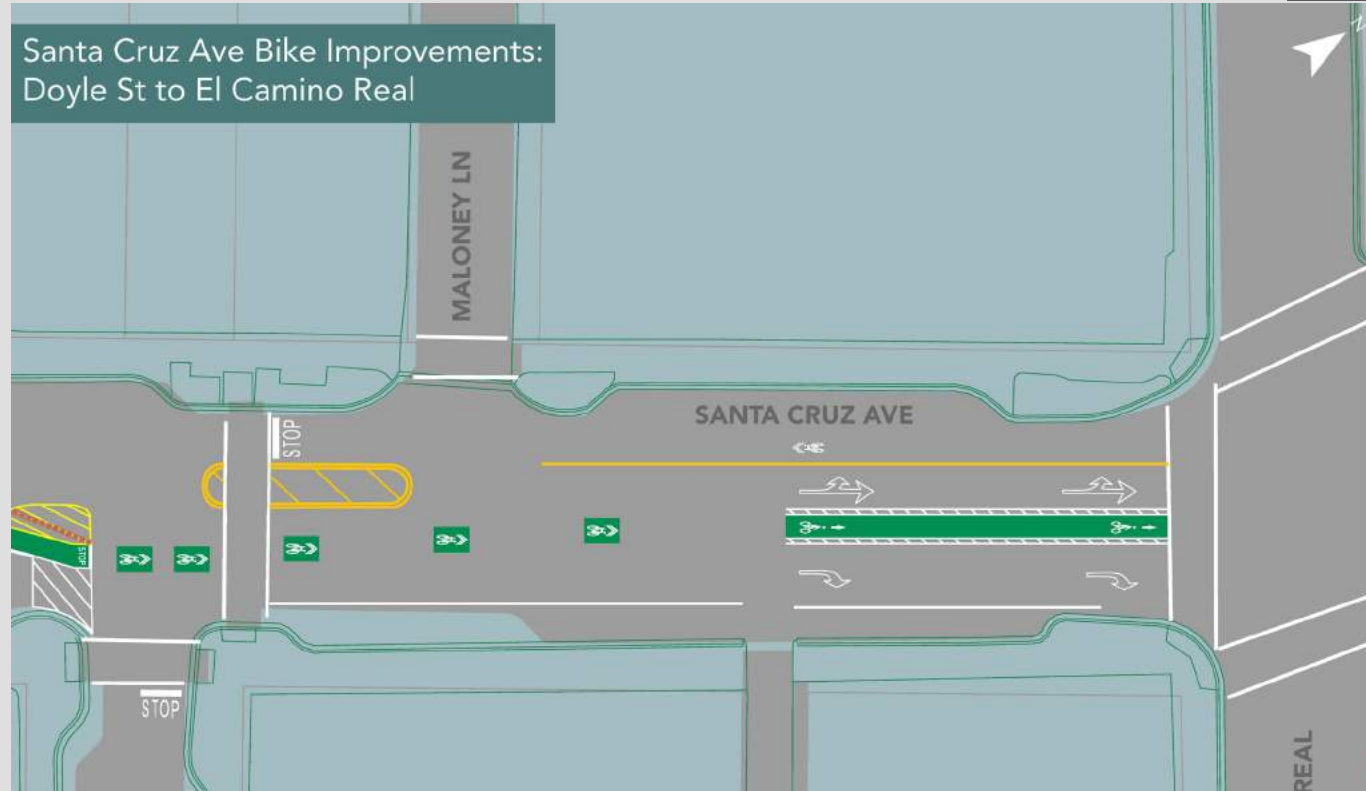 Santa Cruz Ave Bike Improvements:
Doyle St to El Camino Real
N
MALONEY LN
SANTA CRUZ AVE
STOP
STOP
STOP
REAL